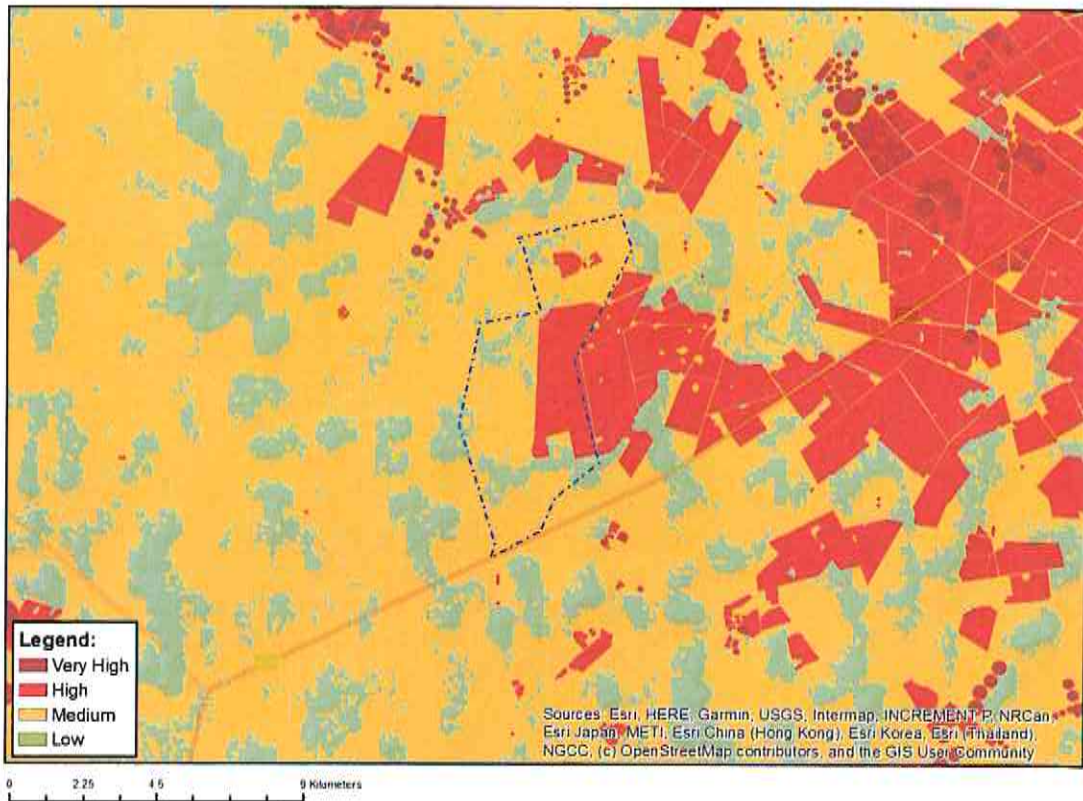 Legend:
Very High
High
Medium
Low
Sources: Esri, HERE, Garmin, USGS, Intermap, INCREMENT P, NRCan,
Esri Japan, METI, Esri China (Hong Kong), Esri Korea, Esri (Thailand),
NGCC, (c) OpenStreetMap contributors, and the GIS User Community
0 2.25 4.5 9 Kilometers